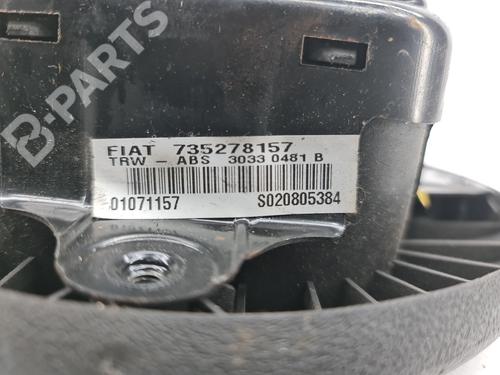 B-PARTS
FIAT 735278157
TRW - ABS 3033 0481 B
01071157 S020805384